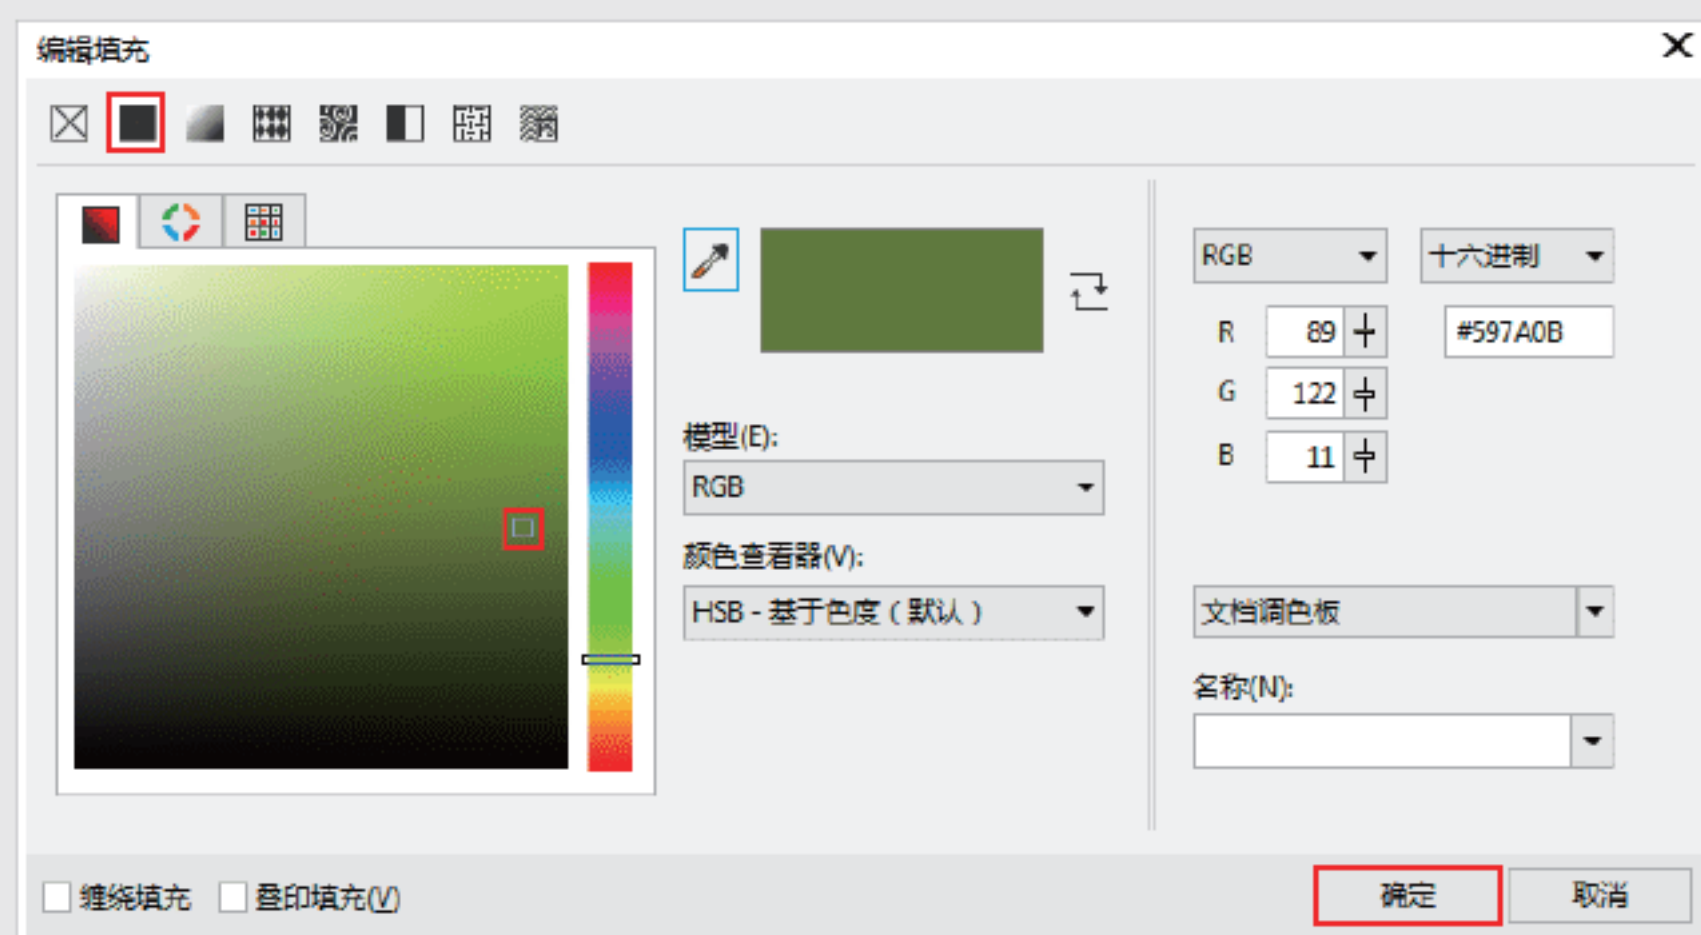 编辑填充
RGB
十六进制
R 89
#597A0B
G 122
B 11
模型(E):
RGB
颜色查看器(V):
HSB - 基于色度（默认）
文档调色板
名称(N):
缠绕填充
叠印填充(V)
确定
取消